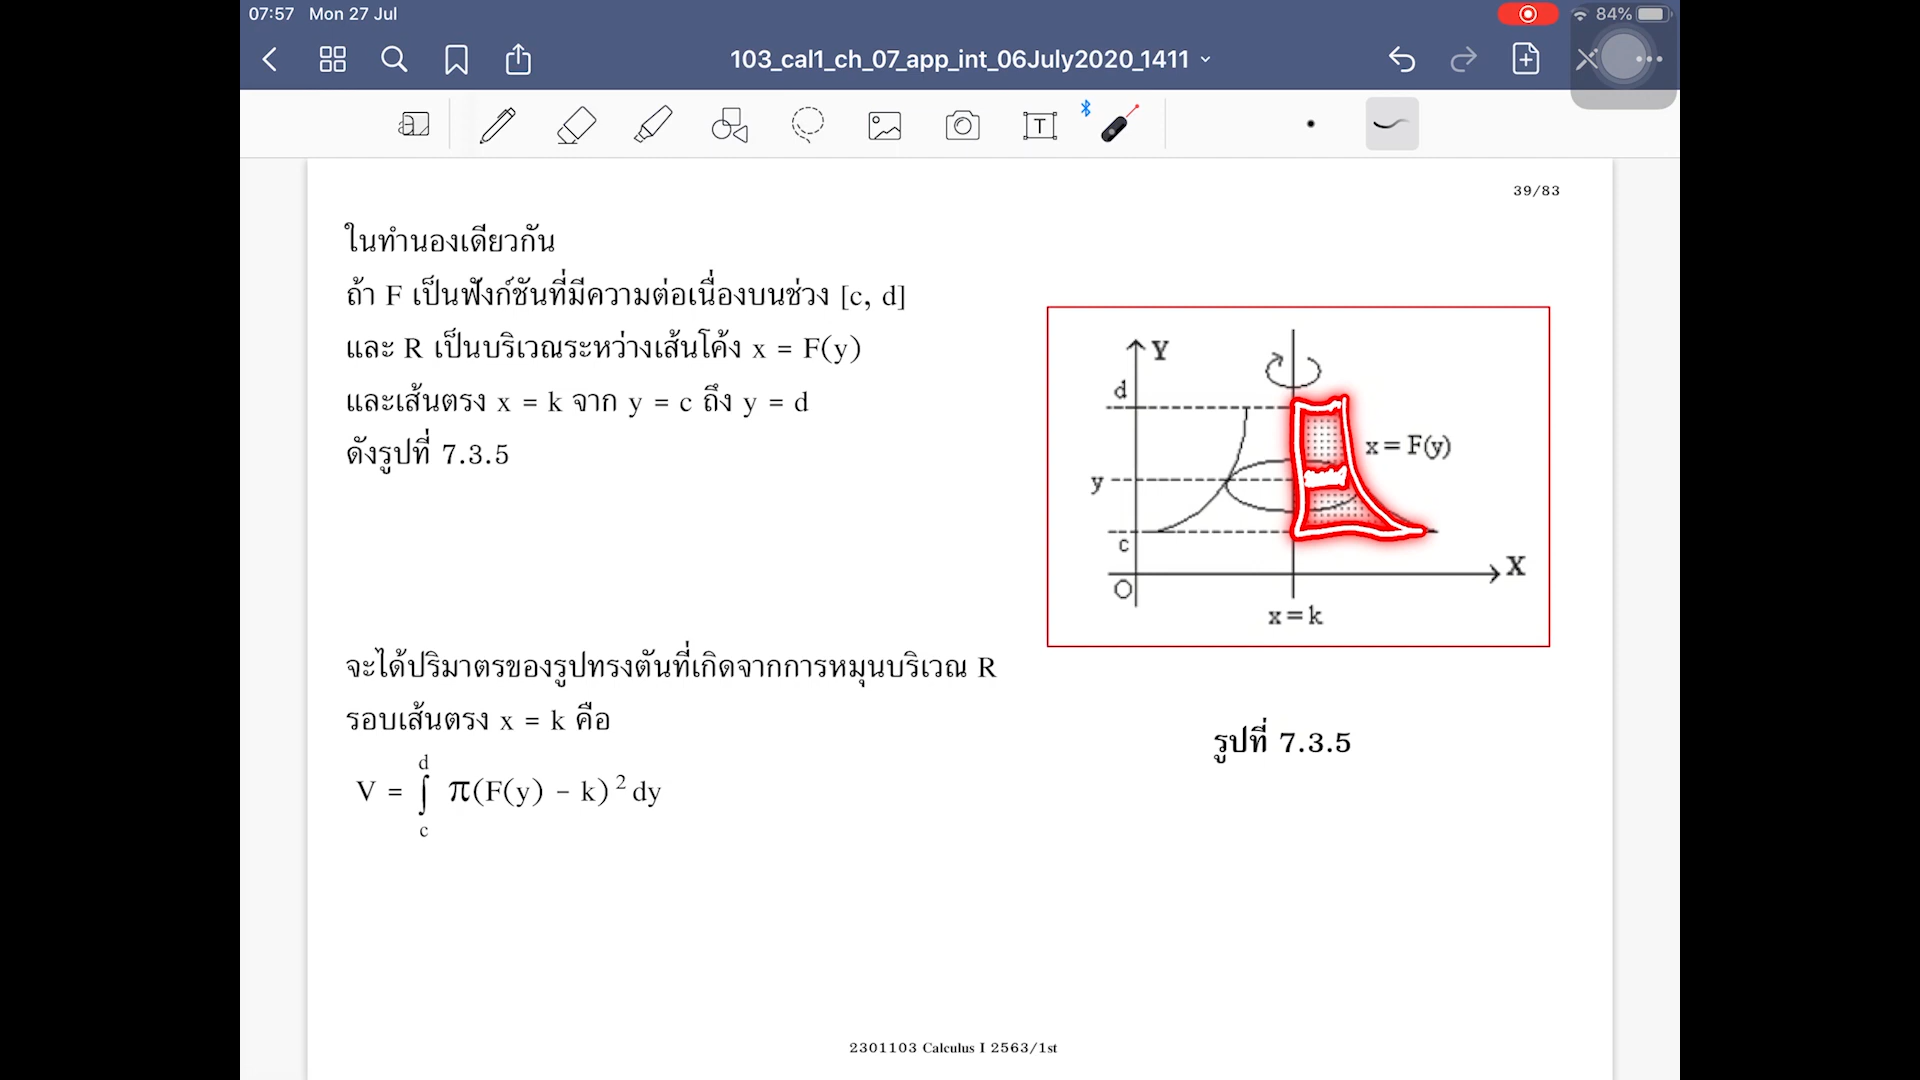 07:57 Mon 27 Jul
84%
103_cal1_ch_07_app_int_06July2020_1411
39/83
ในทำนองเดียวกัน
ถ้า F เป็นฟังก์ชันที่มีความต่อเนื่องบนช่วง [c, d]
และ R เป็นบริเวณระหว่างเส้นโค้ง x = F(y)
และเส้นตรง x = k จาก y = c ถึง y = d
ดังรูปที่ 7.3.5
Y
d
x = F(y)
y
c
O
X
x = k
จะได้ปริมาตรของรูปทรงตันที่เกิดจากการหมุนบริเวณ R
รอบเส้นตรง x = k คือ
รูปที่ 7.3.5
V = ∫_c^d π(F(y) − k)² dy
2301103 Calculus I 2563/1st